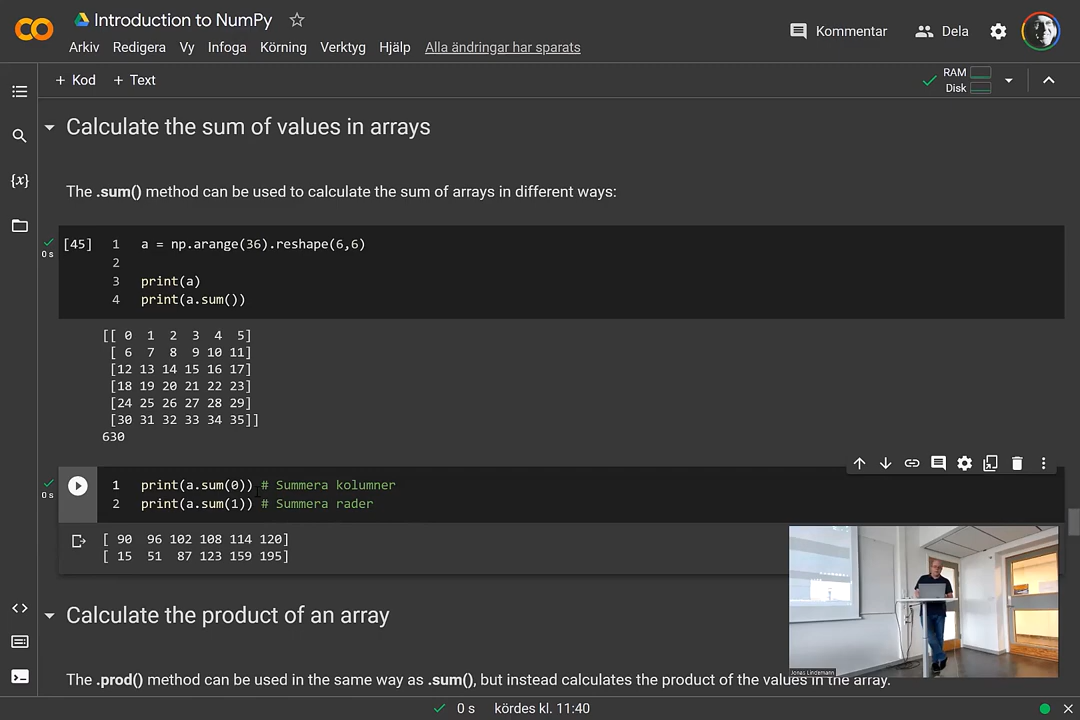 Introduction to NumPy
Arkiv Redigera Vy Infoga Körning Verktyg Hjälp Alla ändringar har sparats
Kommentar Dela
+ Kod + Text
RAM
Disk
Calculate the sum of values in arrays
The .sum() method can be used to calculate the sum of arrays in different ways:
[45] 1 a = np.arange(36).reshape(6,6)
0 s
2
3 print(a)
4 print(a.sum())
[[ 0 1 2 3 4 5]
[ 6 7 8 9 10 11]
[12 13 14 15 16 17]
[18 19 20 21 22 23]
[24 25 26 27 28 29]
[30 31 32 33 34 35]]
630
1 print(a.sum(0)) # Summera kolumner
0 s
2 print(a.sum(1)) # Summera rader
[ 90 96 102 108 114 120]
[ 15 51 87 123 159 195]
Calculate the product of an array
Jonas Lindemann
The .prod() method can be used in the same way as .sum(), but instead calculates the product of the values in the array.
0 s kördes kl. 11:40